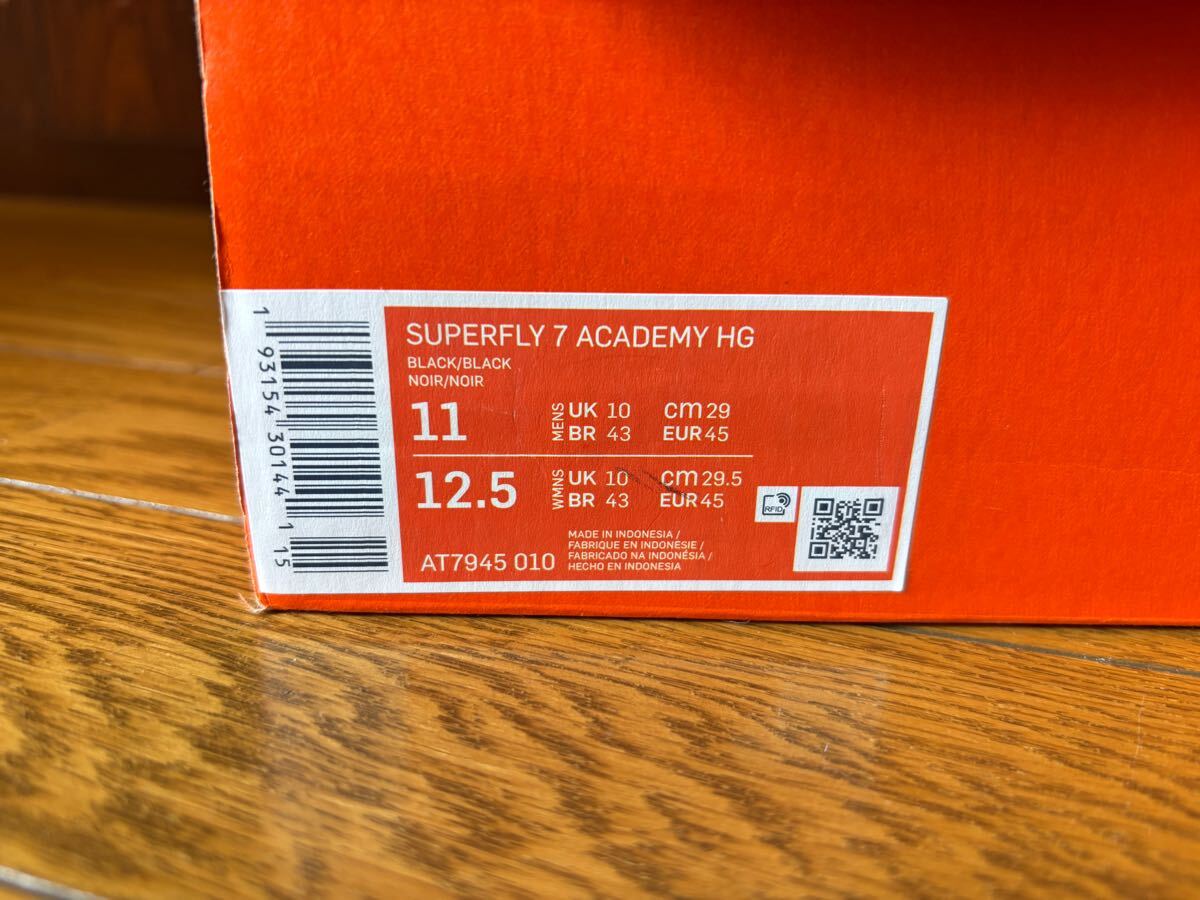 SUPERFLY 7 ACADEMY HG
BLACK/BLACK
NOIR/NOIR
11 MENS UK 10 cm 29
BR 43 EUR 45
12.5 WMNS UK 10 cm 29.5
BR 43 EUR 45
AT7945 010
MADE IN INDONESIA /
FABRIQUE EN INDONESIE /
FABRICADO NA INDONÉSIA /
HECHO EN INDONESIA
RFID
1 93154 30144 1 15